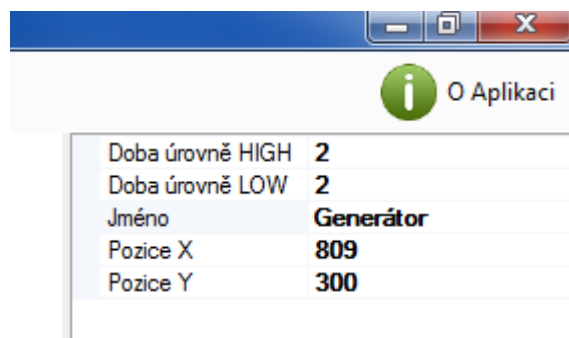 O Aplikaci
Doba úrovně HIGH 2
Doba úrovně LOW 2
Jméno Generátor
Pozice X 809
Pozice Y 300